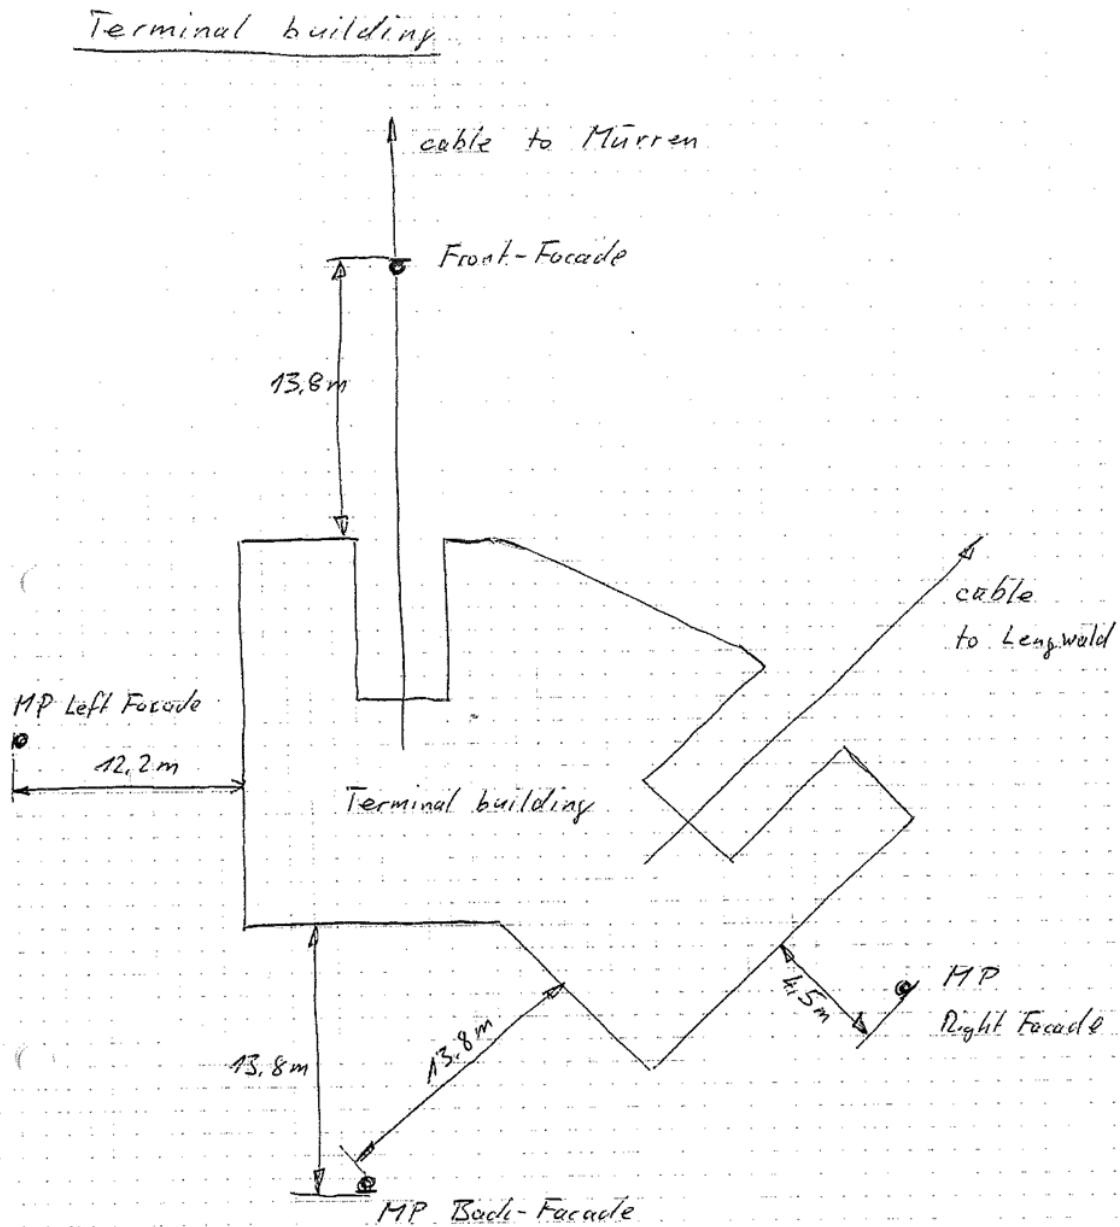 Terminal building
cable to Mürren
Front-Facade
13,8m
cable
to Lengwald
MP Left Facade
12,2m
Terminal building
4,5m
MP
Right Facade
13,8m
13,8m
MP Back-Facade